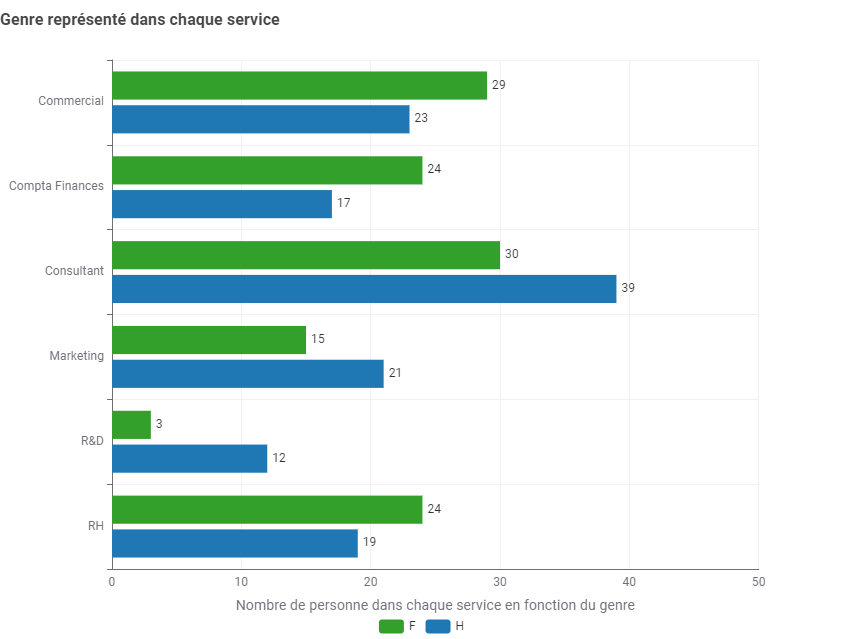 Genre représenté dans chaque service
Commercial
29
23
Compta Finances
24
17
Consultant
30
39
Marketing
15
21
R&D
3
12
RH
24
19
0 10 20 30 40 50
Nombre de personne dans chaque service en fonction du genre
F H